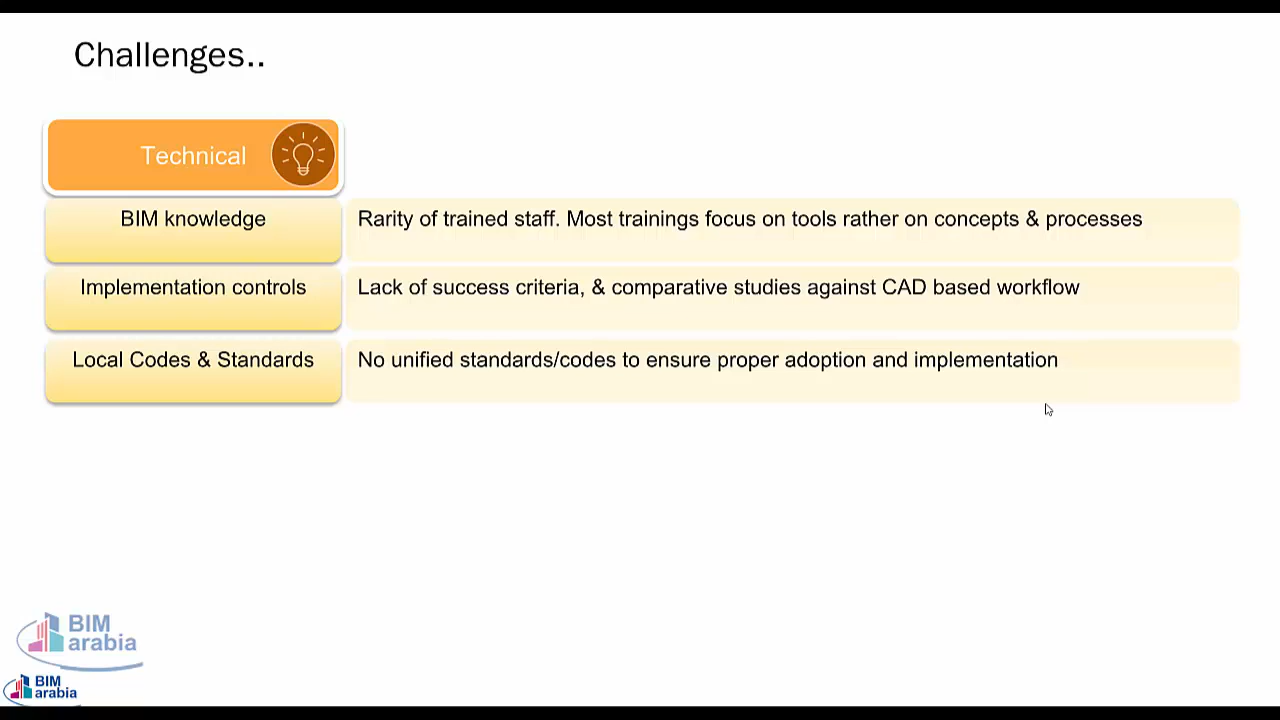 Challenges..
Technical
BIM knowledge
Rarity of trained staff. Most trainings focus on tools rather on concepts & processes
Implementation controls
Lack of success criteria, & comparative studies against CAD based workflow
Local Codes & Standards
No unified standards/codes to ensure proper adoption and implementation
BIM
arabia
BIM
arabia